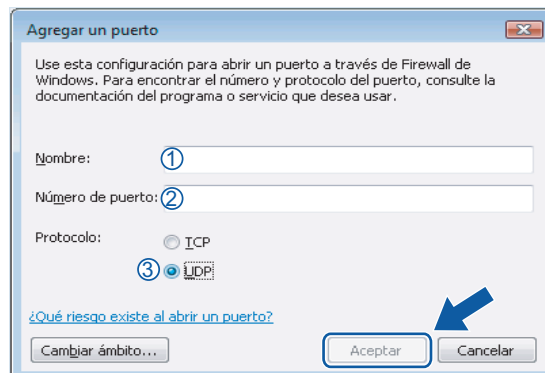 Agregar un puerto
Use esta configuración para abrir un puerto a través de Firewall de
Windows. Para encontrar el número y protocolo del puerto, consulte la
documentación del programa o servicio que desea usar.
Nombre: ①
Número de puerto: ②
Protocolo: TCP
③ UDP
¿Qué riesgo existe al abrir un puerto?
Cambiar ámbito... Aceptar Cancelar